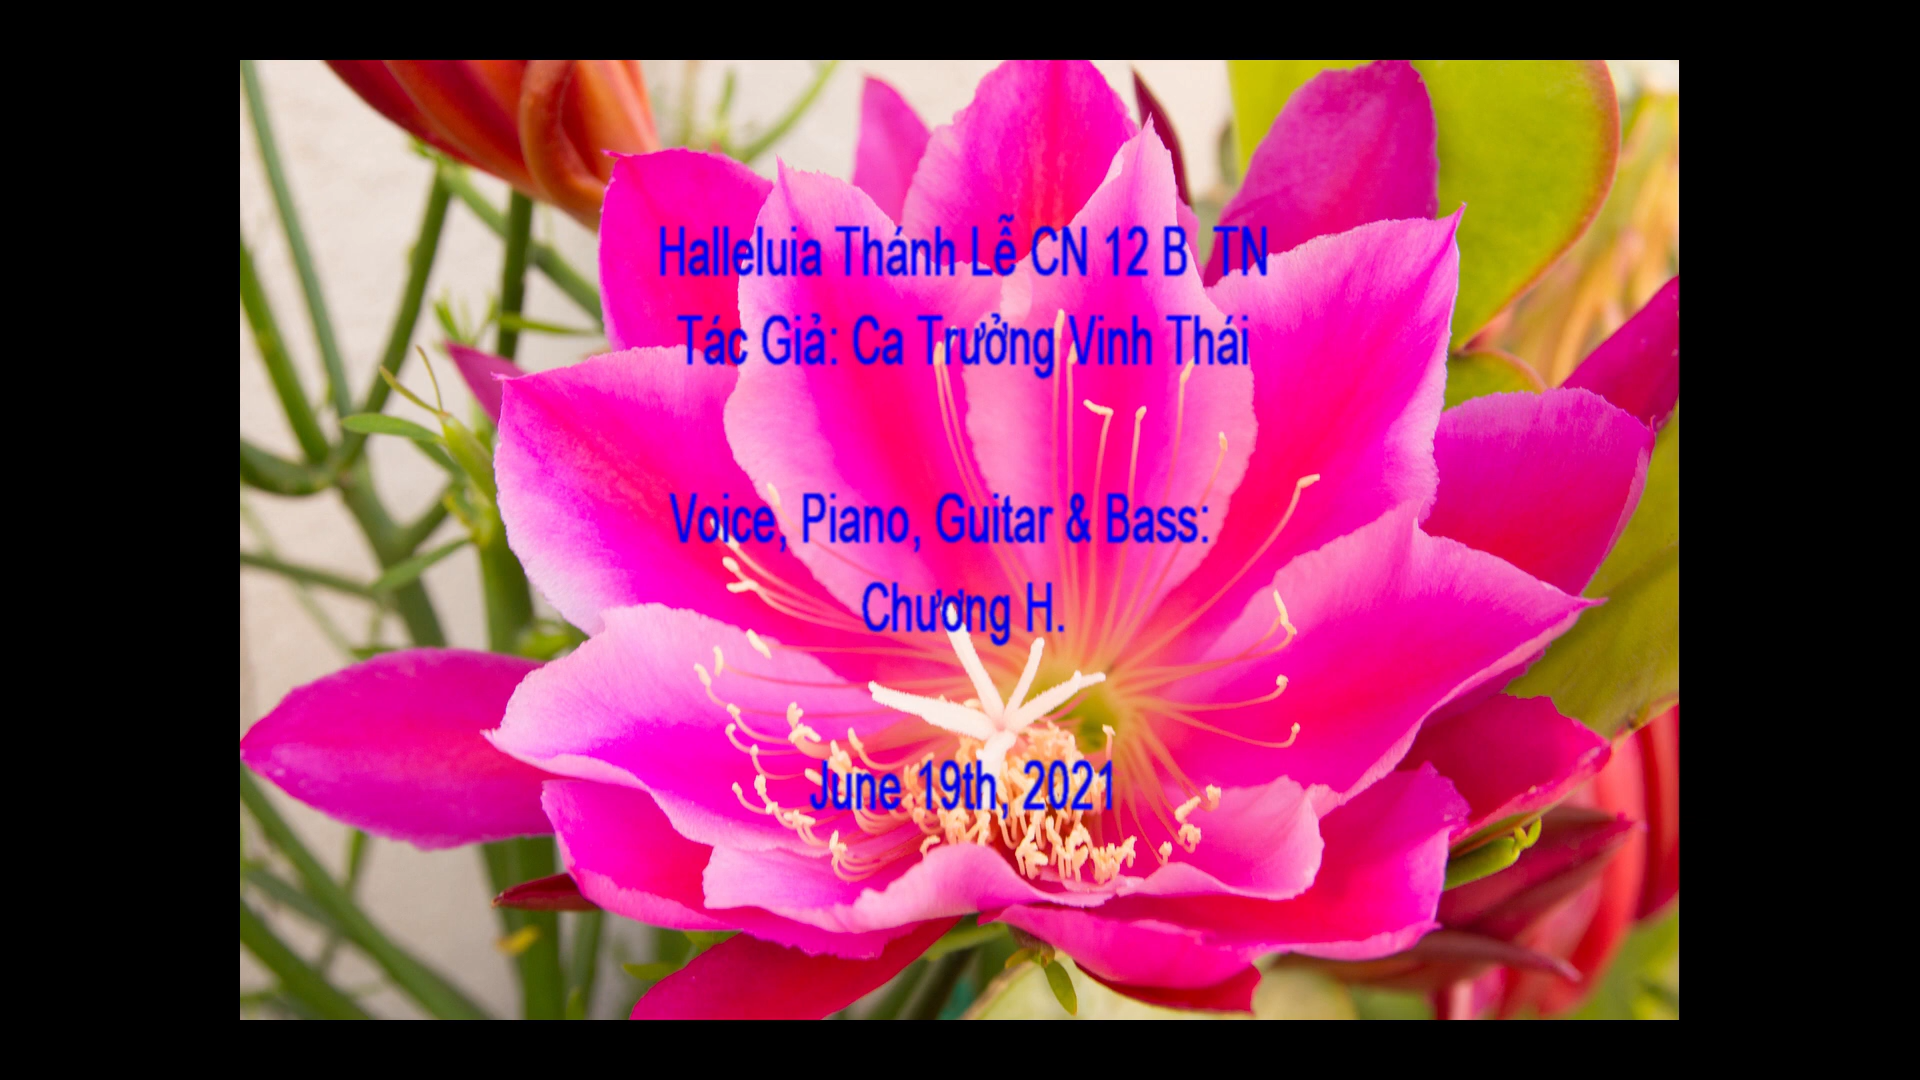 Halleluia Thánh Lễ CN 12 B  TN
Tác Giả: Ca Trưởng Vinh Thái
Voice, Piano, Guitar & Bass:
Chương H.
June 19th, 2021